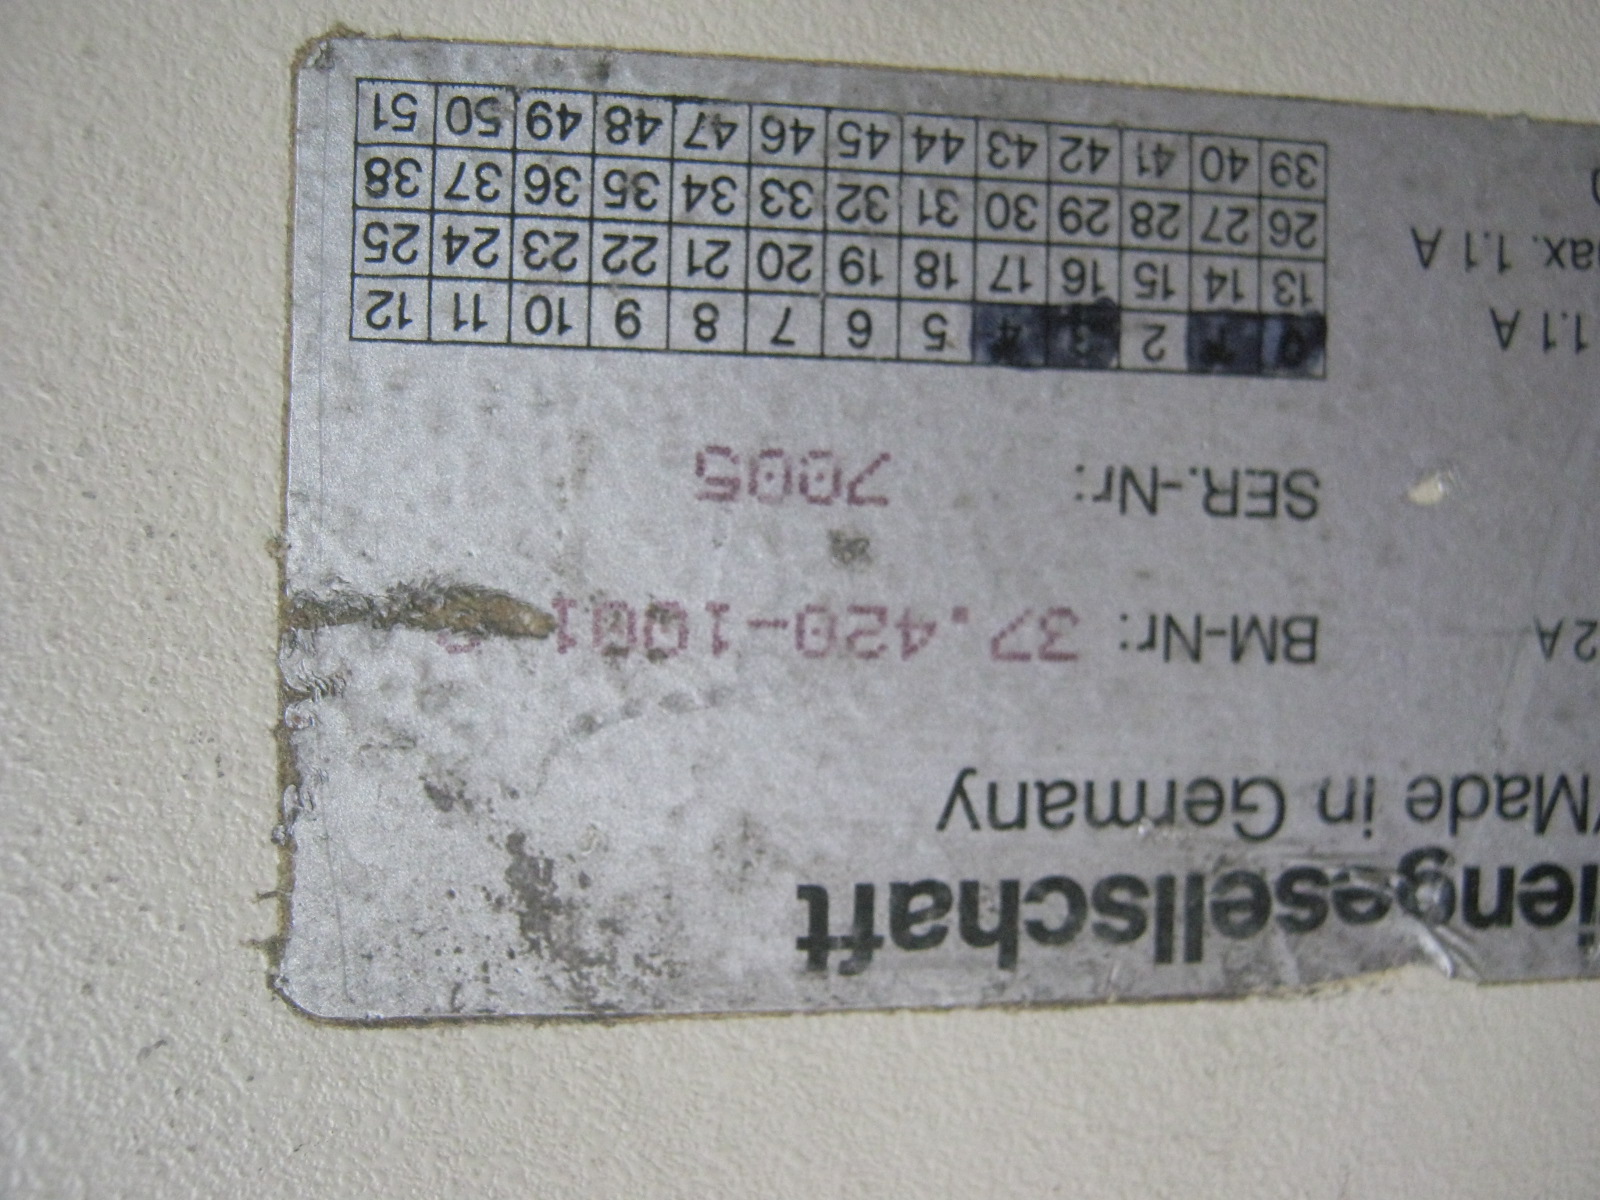 iengesellschaft
/Made in Germany
2A BM-Nr: 37.420-1001
SER.-Nr: 7005
1.1 A 0 1 2 3 4 5 6 7 8 9 10 11 12
ax. 1.1 A 13 14 15 16 17 18 19 20 21 22 23 24 25
26 27 28 29 30 31 32 33 34 35 36 37 38
39 40 41 42 43 44 45 46 47 48 49 50 51